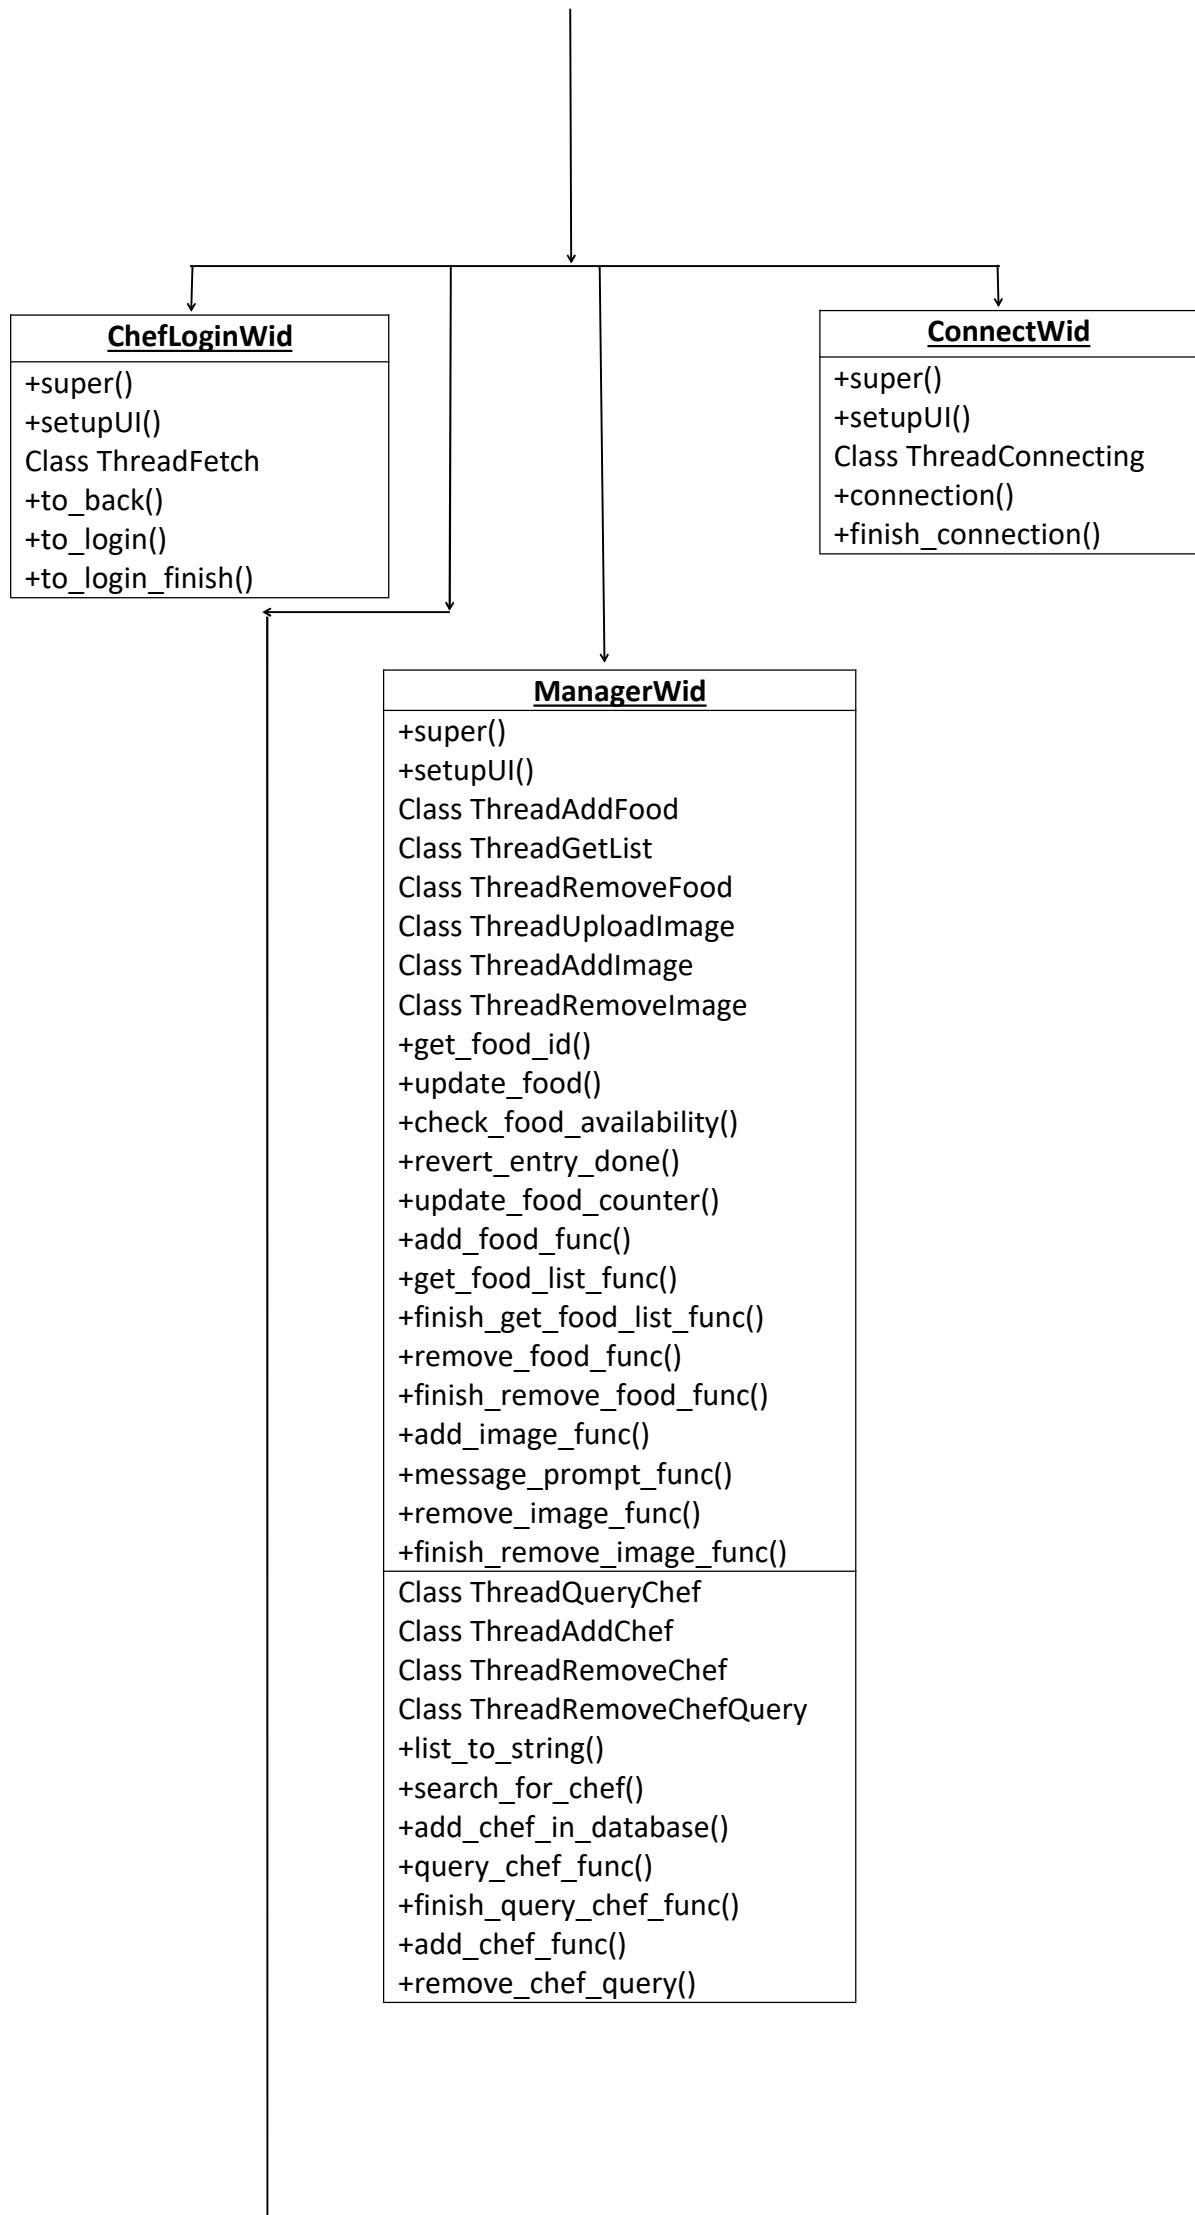 ChefLoginWid
+super()
+setupUI()
Class ThreadFetch
+to_back()
+to_login()
+to_login_finish()
ConnectWid
+super()
+setupUI()
Class ThreadConnecting
+connection()
+finish_connection()
ManagerWid
+super()
+setupUI()
Class ThreadAddFood
Class ThreadGetList
Class ThreadRemoveFood
Class ThreadUploadImage
Class ThreadAddImage
Class ThreadRemoveImage
+get_food_id()
+update_food()
+check_food_availability()
+revert_entry_done()
+update_food_counter()
+add_food_func()
+get_food_list_func()
+finish_get_food_list_func()
+remove_food_func()
+finish_remove_food_func()
+add_image_func()
+message_prompt_func()
+remove_image_func()
+finish_remove_image_func()
Class ThreadQueryChef
Class ThreadAddChef
Class ThreadRemoveChef
Class ThreadRemoveChefQuery
+list_to_string()
+search_for_chef()
+add_chef_in_database()
+query_chef_func()
+finish_query_chef_func()
+add_chef_func()
+remove_chef_query()